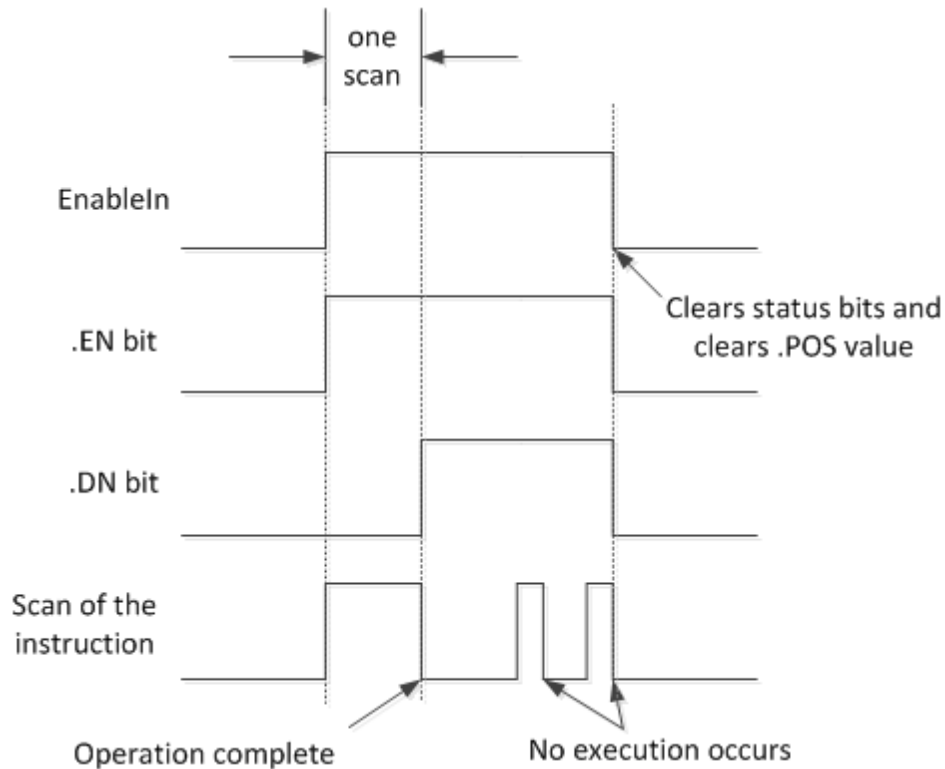 one
scan
EnableIn
Clears status bits and
clears .POS value
.EN bit
.DN bit
Scan of the
instruction
Operation complete
No execution occurs